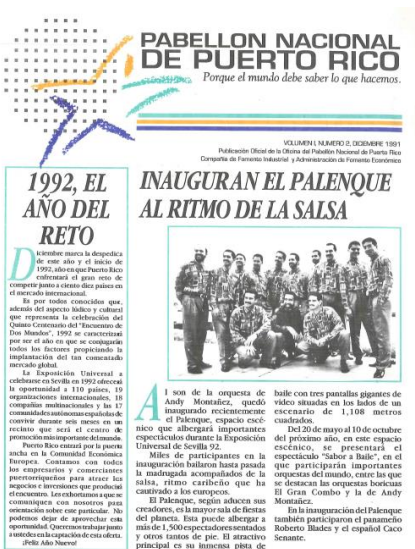 PABELLON NACIONAL
DE PUERTO RICO
Porque el mundo debe saber lo que hacemos.
VOLUMEN I, NUMERO 2, DICIEMBRE 1991
Publicación Oficial de la Oficina del Pabellón Nacional de Puerto Rico
Compañía de Fomento Industrial y Administración de Fomento Económico
1992, EL
AÑO DEL
RETO
Diciembre marca la despedida
de este año y el inicio de
1992, año en que Puerto Rico
enfrentará el gran reto de
competir junto a ciento diez países en
el mercado internacional.
Es por todos conocidos que,
además del aspecto lúdico y cultural
que representa la celebración del
Quinto Centenario del "Encuentro de
Dos Mundos", 1992 se caracterizará
por ser el año en que se conjugarán
todos los factores propiciando la
implantación del tan comentado
mercado global.
La Exposición Universal a
celebrarse en Sevilla en 1992 ofrecerá
la oportunidad a 110 países, 19
organizaciones internacionales, 18
compañías multinacionales y las 17
comunidades autónomas españolas de
convivir durante seis meses en un
recinto que será el centro de
promoción más importante del mundo.
Puerto Rico entrará por la puerta
ancha en la Comunidad Económica
Europea. Contamos con todos
los empresarios y comerciantes
puertorriqueños para atraer los
negocios e inversiones que producirá
el encuentro. Les exhortamos a que se
comuniquen con nosotros para
orientación sobre este particular. No
podemos dejar de aprovechar esta
oportunidad. Queremos trabajar junto
a ustedes en la captación de esta oferta.
¡Feliz Año Nuevo!
INAUGURAN EL PALENQUE
AL RITMO DE LA SALSA
Al son de la orquesta de
Andy Montañez, quedó
inaugurado recientemente
el Palenque, espacio escé-
nico que albergará importantes
espectáculos durante la Exposición
Universal de Sevilla 92.
Miles de participantes en la
inauguración bailaron hasta pasada
la madrugada acompañados de la
salsa, ritmo caribeño que ha
cautivado a los europeos.
El Palenque, según aducen sus
creadores, es la mayor sala de fiestas
del planeta. Esta puede albergar a
más de 1,500 espectadores sentados
y otros tantos de pie. El atractivo
principal es su inmensa pista de
baile con tres pantallas gigantes de
video situadas en los lados de un
escenario de 1,108 metros
cuadrados.
Del 20 de mayo al 10 de octubre
del próximo año, en este espacio
escénico, se presentará el
espectáculo "Sabor a Baile", en el
que participarán importantes
orquestas del mundo, entre las que
se destacan las orquestas boricuas
El Gran Combo y la de Andy
Montañez.
En la inauguración del Palenque
también participaron el panameño
Roberto Blades y el español Caco
Senante.